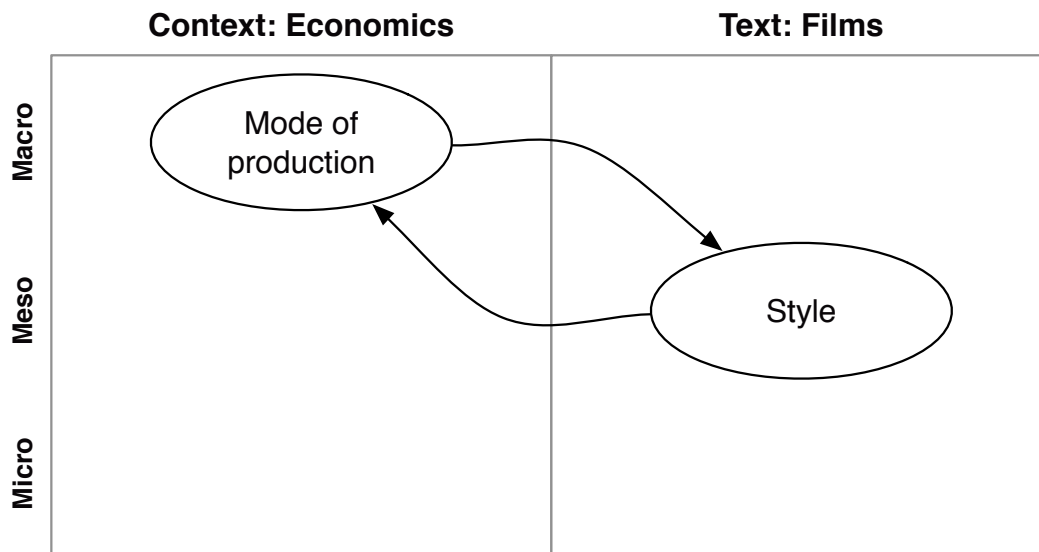 Context: Economics
Text: Films
Macro
Mode of
production
Meso
Style
Micro